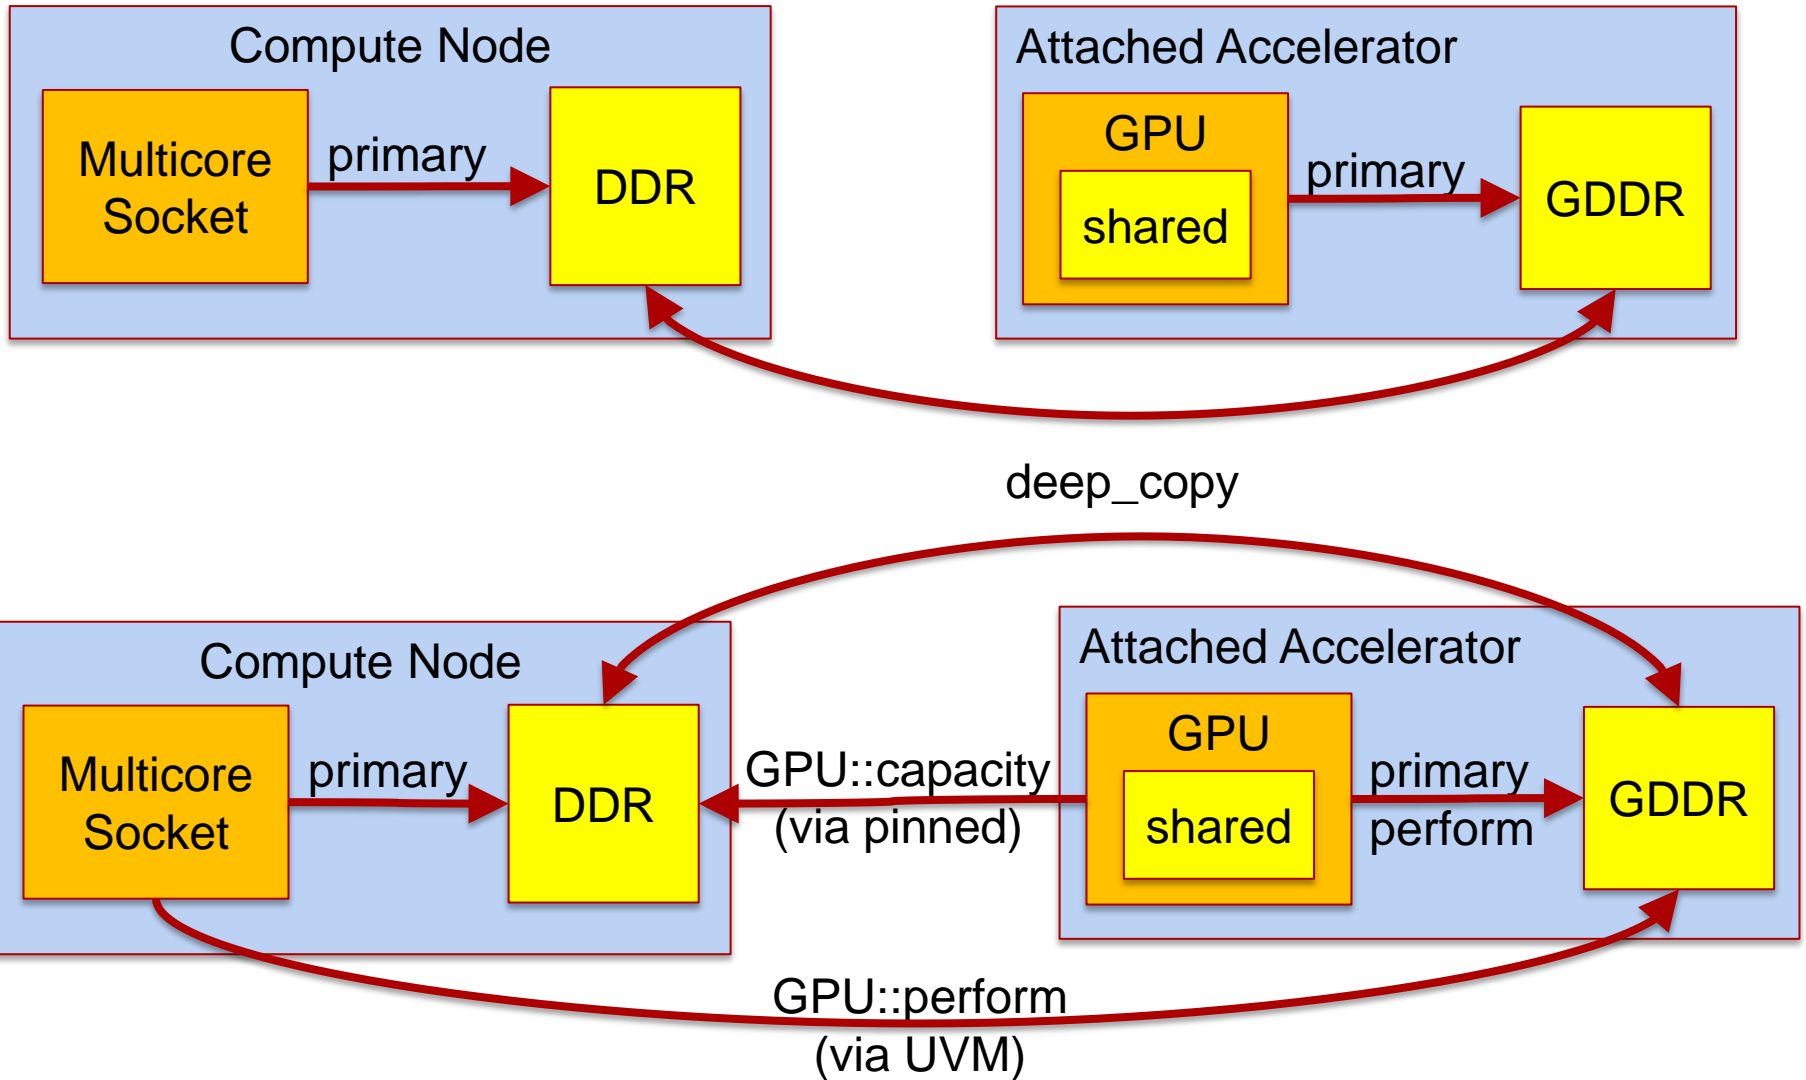 Compute Node
Multicore
Socket
primary
DDR
Attached Accelerator
GPU
shared
primary
GDDR
deep_copy
Compute Node
Multicore
Socket
primary
DDR
GPU::capacity
(via pinned)
Attached Accelerator
GPU
shared
primary
perform
GDDR
GPU::perform
(via UVM)